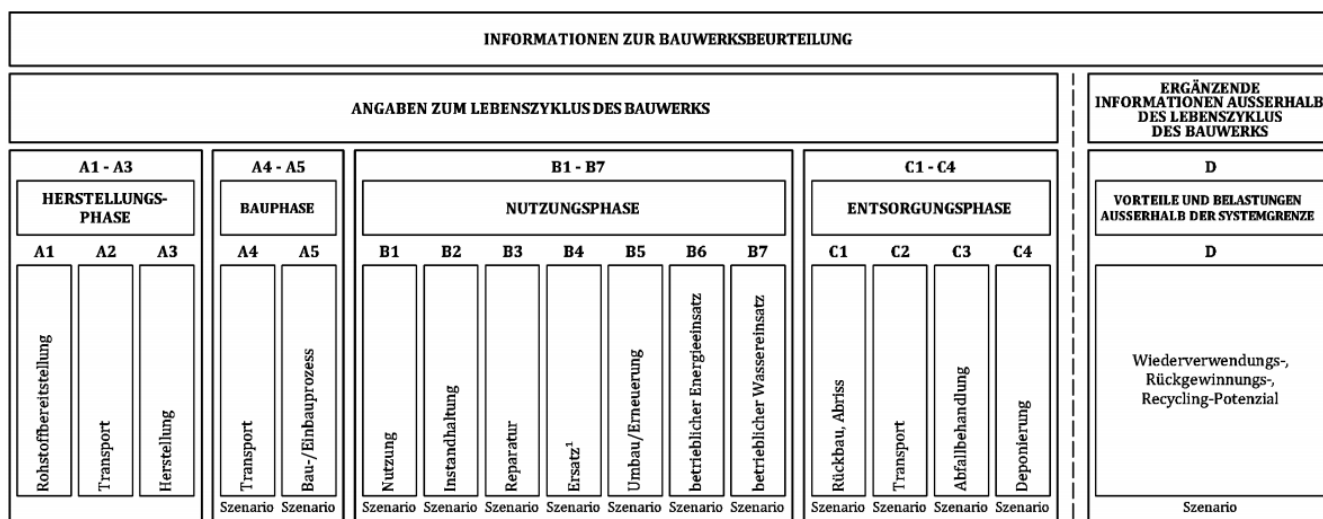 INFORMATIONEN ZUR BAUWERKSBEURTEILUNG
ANGABEN ZUM LEBENSZYKLUS DES BAUWERKS
ERGÄNZENDE
INFORMATIONEN AUSSERHALB
DES LEBENSZYKLUS
DES BAUWERKS
A1 - A3
HERSTELLUNGS-
PHASE
A1 A2 A3
Rohstoffbereitstellung
Transport
Herstellung
A4 - A5
BAUPHASE
A4 A5
Transport
Bau-/Einbauprozess
Szenario Szenario
B1 - B7
NUTZUNGSPHASE
B1 B2 B3 B4 B5 B6 B7
Nutzung
Instandhaltung
Reparatur
Ersatz¹
Umbau/Erneuerung
betrieblicher Energieeinsatz
betrieblicher Wassereinsatz
Szenario Szenario Szenario Szenario Szenario Szenario Szenario
C1 - C4
ENTSORGUNGSPHASE
C1 C2 C3 C4
Rückbau, Abriss
Transport
Abfallbehandlung
Deponierung
Szenario Szenario Szenario Szenario
D
VORTEILE UND BELASTUNGEN
AUSSERHALB DER SYSTEMGRENZE
D
Wiederverwendungs-,
Rückgewinnungs-,
Recycling-Potenzial
Szenario